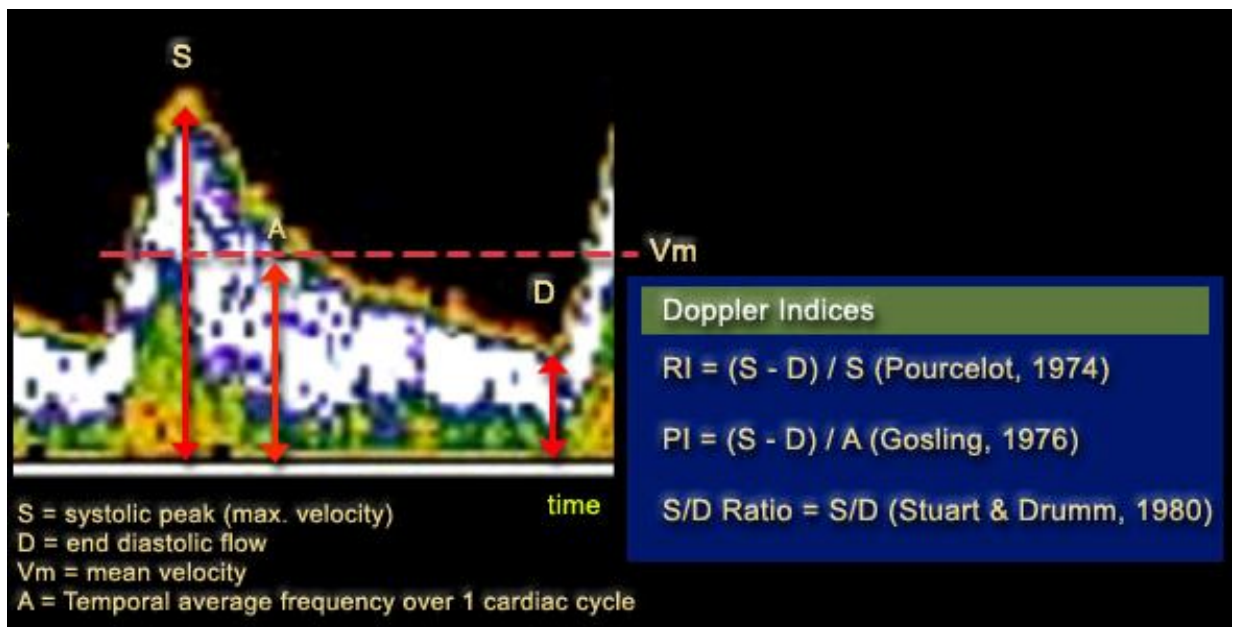 S
A
Vm
D
Doppler Indices
RI = (S - D) / S (Pourcelot, 1974)
PI = (S - D) / A (Gosling, 1976)
S/D Ratio = S/D (Stuart & Drumm, 1980)
time
S = systolic peak (max. velocity)
D = end diastolic flow
Vm = mean velocity
A = Temporal average frequency over 1 cardiac cycle